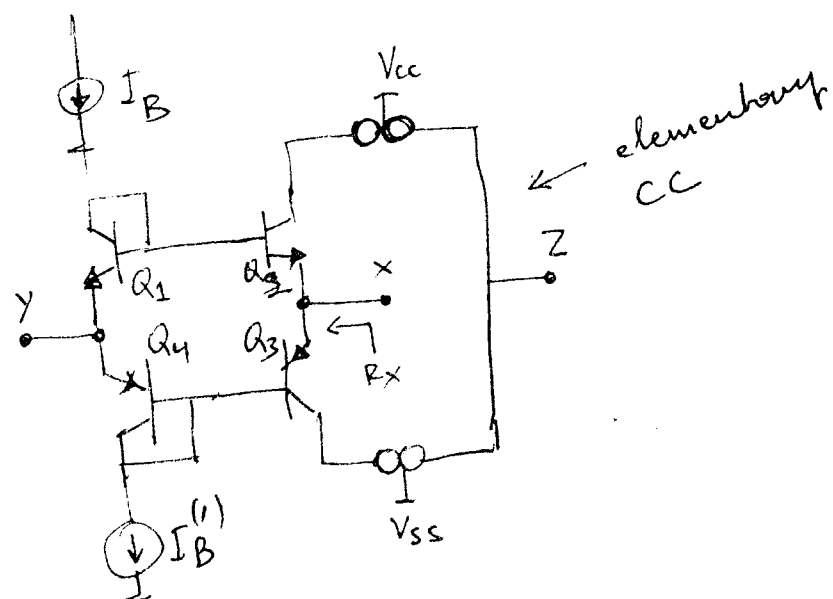 I_B
Vcc
elementary
CC
Y
Q1
Q2
X
Z
Q4
Q3
Rx
I_B^(1)
Vss